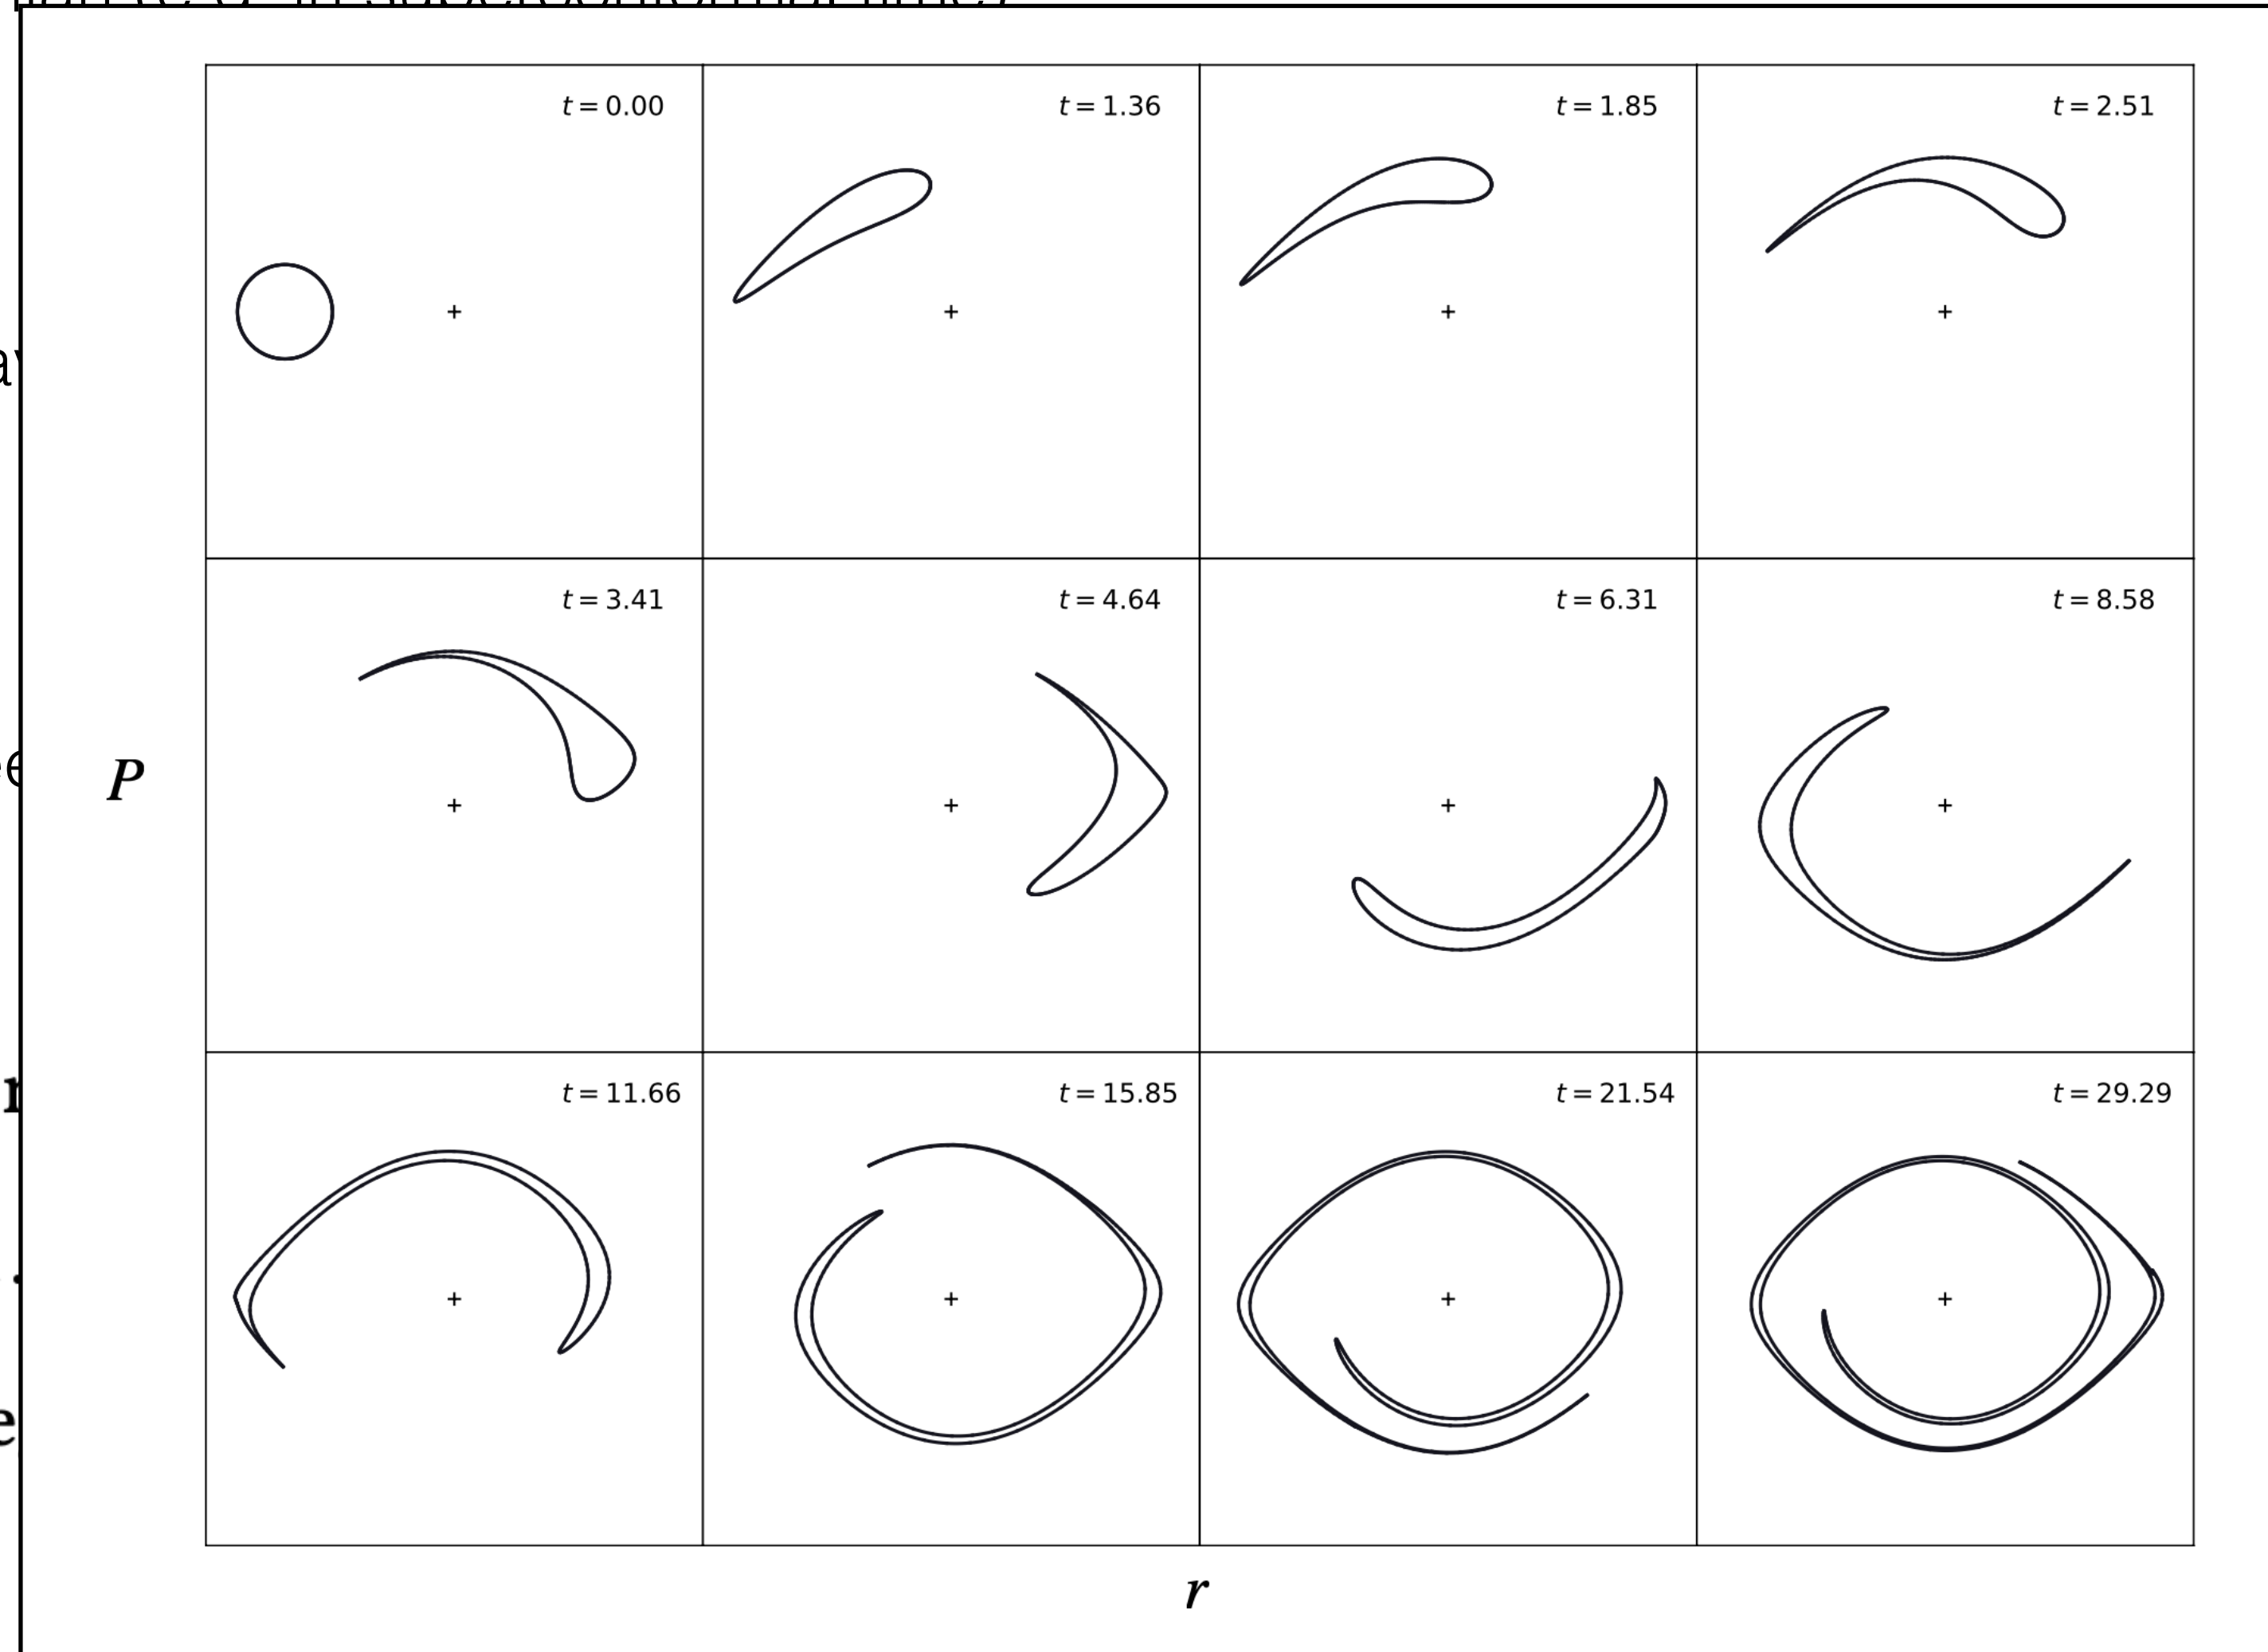 t = 0.00
t = 1.36
t = 1.85
t = 2.51
t = 3.41
t = 4.64
t = 6.31
t = 8.58
P
t = 11.66
t = 15.85
t = 21.54
t = 29.29
r